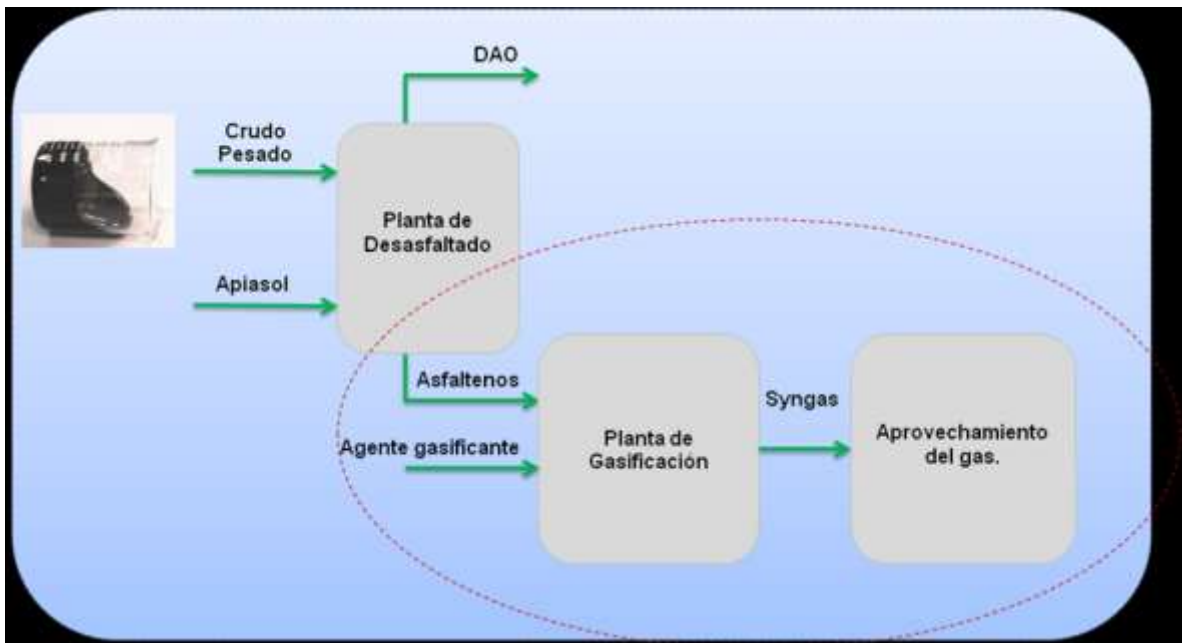 DAO
Crudo
Pesado
Planta de
Desasfaltado
Apiasol
Asfaltenos
Agente gasificante
Planta de
Gasificación
Syngas
Aprovechamiento
del gas.